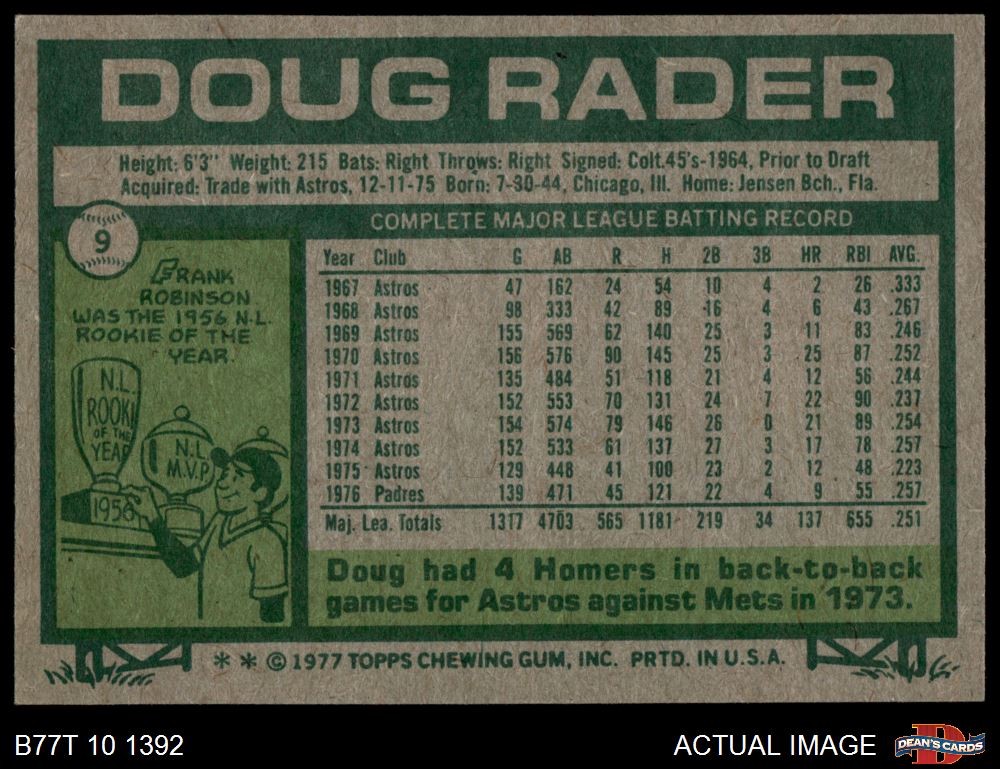 DOUG RADER
Height: 6'3" Weight: 215 Bats: Right Throws: Right Signed: Colt.45's-1964, Prior to Draft
Acquired: Trade with Astros, 12-11-75 Born: 7-30-44, Chicago, Ill. Home: Jensen Bch., Fla.
9
COMPLETE MAJOR LEAGUE BATTING RECORD
FRANK
ROBINSON
WAS THE 1956 N.L.
ROOKIE OF THE
YEAR.
N.L.
ROOKI
OF THE
YEAR
1956
N.L.
M.V.P.
Year Club G AB R H 2B 3B HR RBI AVG.
1967 Astros 47 162 24 54 10 4 2 26 .333
1968 Astros 98 333 42 89 16 4 6 43 .267
1969 Astros 155 569 62 140 25 3 11 83 .246
1970 Astros 156 576 90 145 25 3 25 87 .252
1971 Astros 135 484 51 118 21 4 12 56 .244
1972 Astros 152 553 70 131 24 7 22 90 .237
1973 Astros 154 574 79 146 26 0 21 89 .254
1974 Astros 152 533 61 137 27 3 17 78 .257
1975 Astros 129 448 41 100 23 2 12 48 .223
1976 Padres 139 471 45 121 22 4 9 55 .257
Maj. Lea. Totals 1317 4703 565 1181 219 34 137 655 .251
Doug had 4 Homers in back-to-back
games for Astros against Mets in 1973.
* * © 1977 TOPPS CHEWING GUM, INC. PRTD. IN U.S.A.
B77T 10 1392
ACTUAL IMAGE
D
DEAN'S CARDS